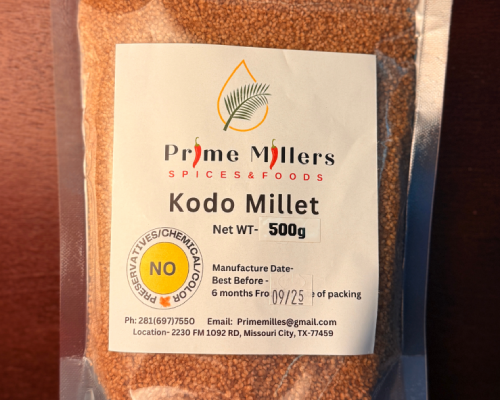 Prime Millers
SPICES&FOODS
Kodo Millet
Net WT- 500g
PRESERVATIVES/CHEMICAL/COLOR
NO
Manufacture Date-
Best Before -
09/25
6 months Fro e of packing
Ph: 281(697)7550 Email: Primemilles@gmail.com
Location- 2230 FM 1092 RD, Missouri City, TX-77459